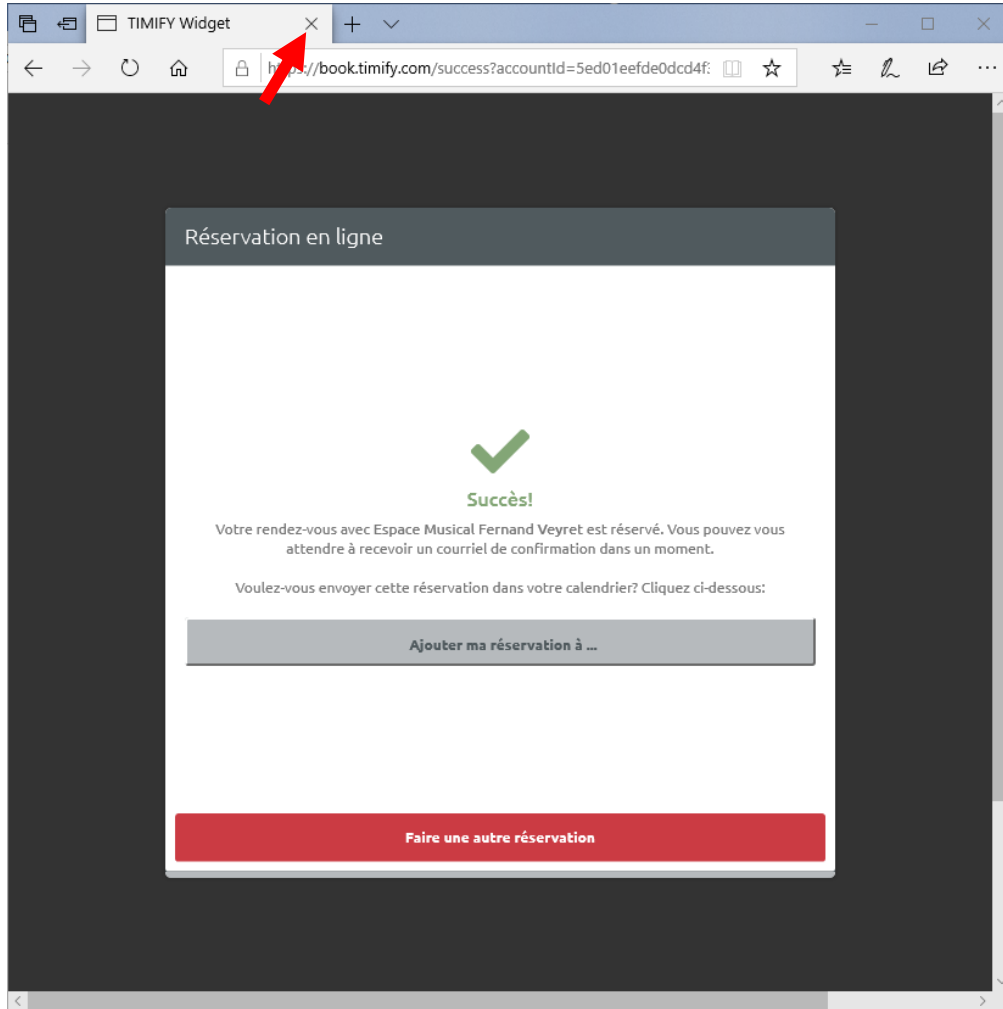 TIMIFY Widget
https://book.timify.com/success?accountId=5ed01eefde0dcd4f
Réservation en ligne
Succès!
Votre rendez-vous avec Espace Musical Fernand Veyret est réservé. Vous pouvez vous
attendre à recevoir un courriel de confirmation dans un moment.
Voulez-vous envoyer cette réservation dans votre calendrier? Cliquez ci-dessous:
Ajouter ma réservation à ...
Faire une autre réservation